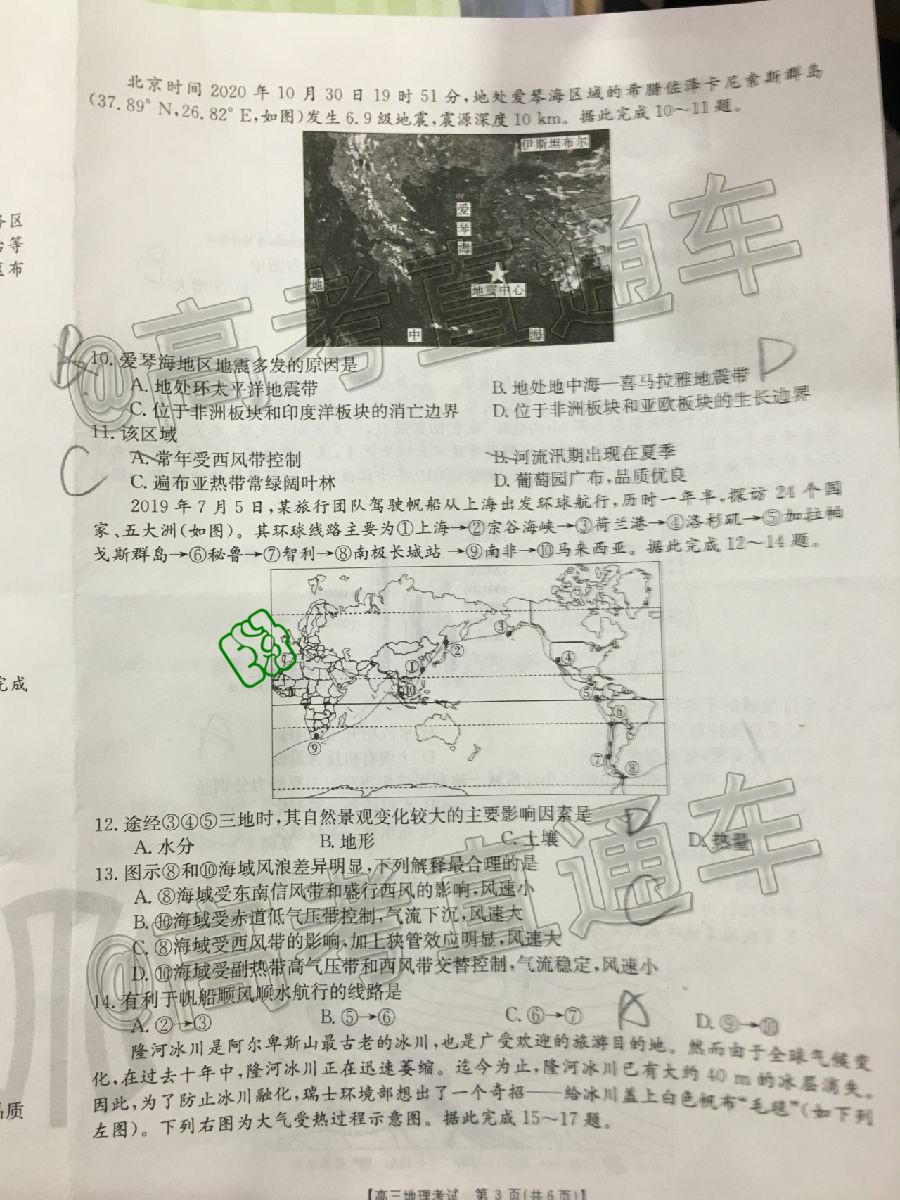 北京时间 2020 年 10 月 30 日 19 时 51 分,地处爱琴海区域的希腊佐泽卡尼索斯群岛
(37.89° N,26.82° E,如图)发生 6.9 级地震,震源深度 10 km。据此完成 10～11 题。
伊斯坦布尔
爱
琴
海
地震中心
地
中
海
B
10. 爱琴海地区地震多发的原因是
D
A. 地处环太平洋地震带
B. 地处地中海—喜马拉雅地震带
C. 位于非洲板块和印度洋板块的消亡边界
D. 位于非洲板块和亚欧板块的生长边界
11. 该区域
C
A. 常年受西风带控制
B. 河流汛期出现在夏季
C. 遍布亚热带常绿阔叶林
D. 葡萄园广布,品质优良
2019 年 7 月 5 日,某旅行团队驾驶帆船从上海出发环球航行,历时一年半,探访 24 个国
家、五大洲(如图)。其环球线路主要为①上海→②宗谷海峡→③荷兰港→④洛杉矶→⑤加拉帕
戈斯群岛→⑥秘鲁→⑦智利→⑧南极长城站→⑨南非→⑩马来西亚。据此完成 12～14 题。
③
②
①
④
⑩
⑤
⑥
⑨
⑦
⑧
12. 途经③④⑤三地时,其自然景观变化较大的主要影响因素是
A. 水分
B. 地形
C. 土壤
D. 热量
13. 图示⑧和⑩海域风浪差异明显,下列解释最合理的是
A. ⑧海域受东南信风带和盛行西风的影响,风速小
C
B. ⑩海域受赤道低气压带控制,气流下沉,风速大
C. ⑧海域受西风带的影响,加上狭管效应明显,风速大
D. ⑩海域受副热带高气压带和西风带交替控制,气流稳定,风速小
14. 有利于帆船顺风顺水航行的线路是
A
A. ②→③
B. ⑤→⑥
C. ⑥→⑦
D. ⑨→⑩
隆河冰川是阿尔卑斯山最古老的冰川,也是广受欢迎的旅游目的地。然而由于全球气候变
化,在过去十年中,隆河冰川正在迅速萎缩。迄今为止,隆河冰川已有大约 40 m 的冰层消失。
因此,为了防止冰川融化,瑞士环境部想出了一个奇招——给冰川盖上白色帆布“毛毯”(如下列
左图)。下列右图为大气受热过程示意图。据此完成 15～17 题。
【高三地理考试 第 3 页(共 6 页)】
务区
等
区布
完成
品质
@高考直通车
@高考直通车